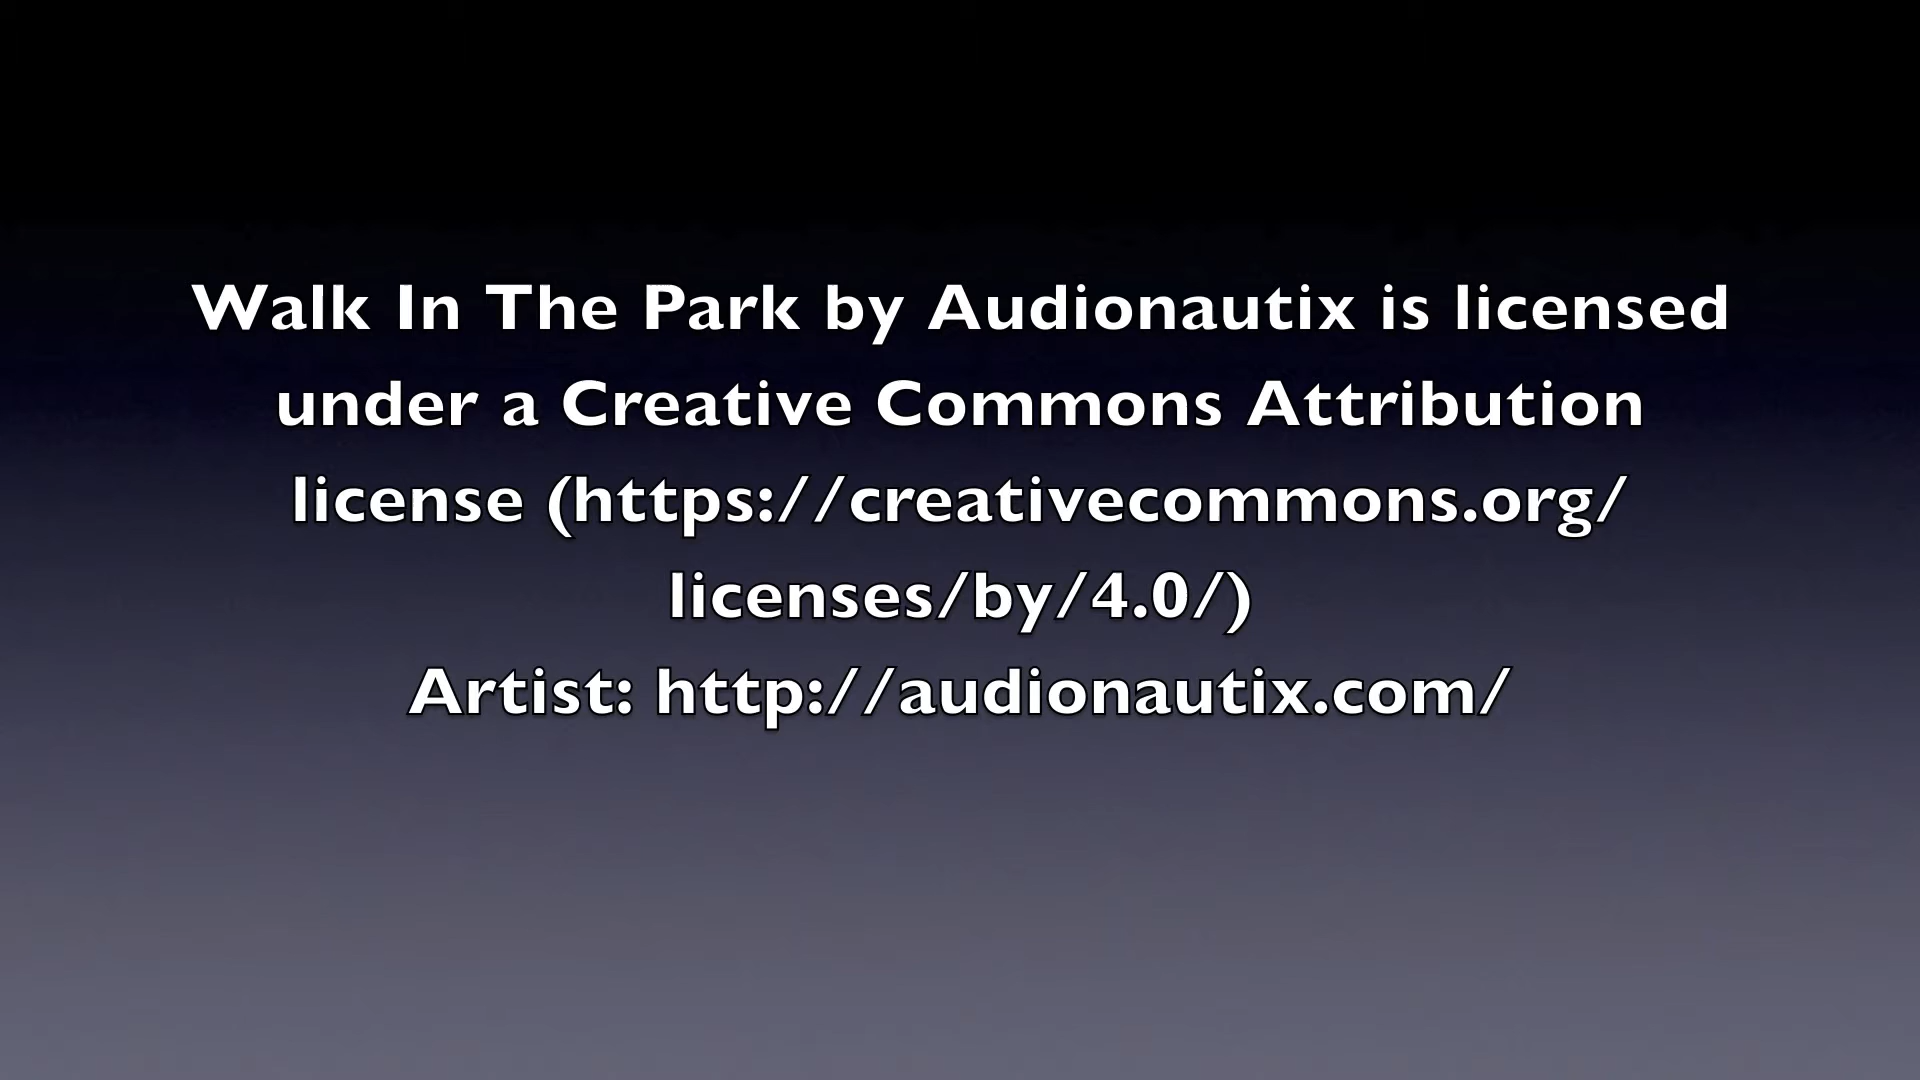 Walk In The Park by Audionautix is licensed
under a Creative Commons Attribution
license (https://creativecommons.org/
licenses/by/4.0/)
Artist: http://audionautix.com/